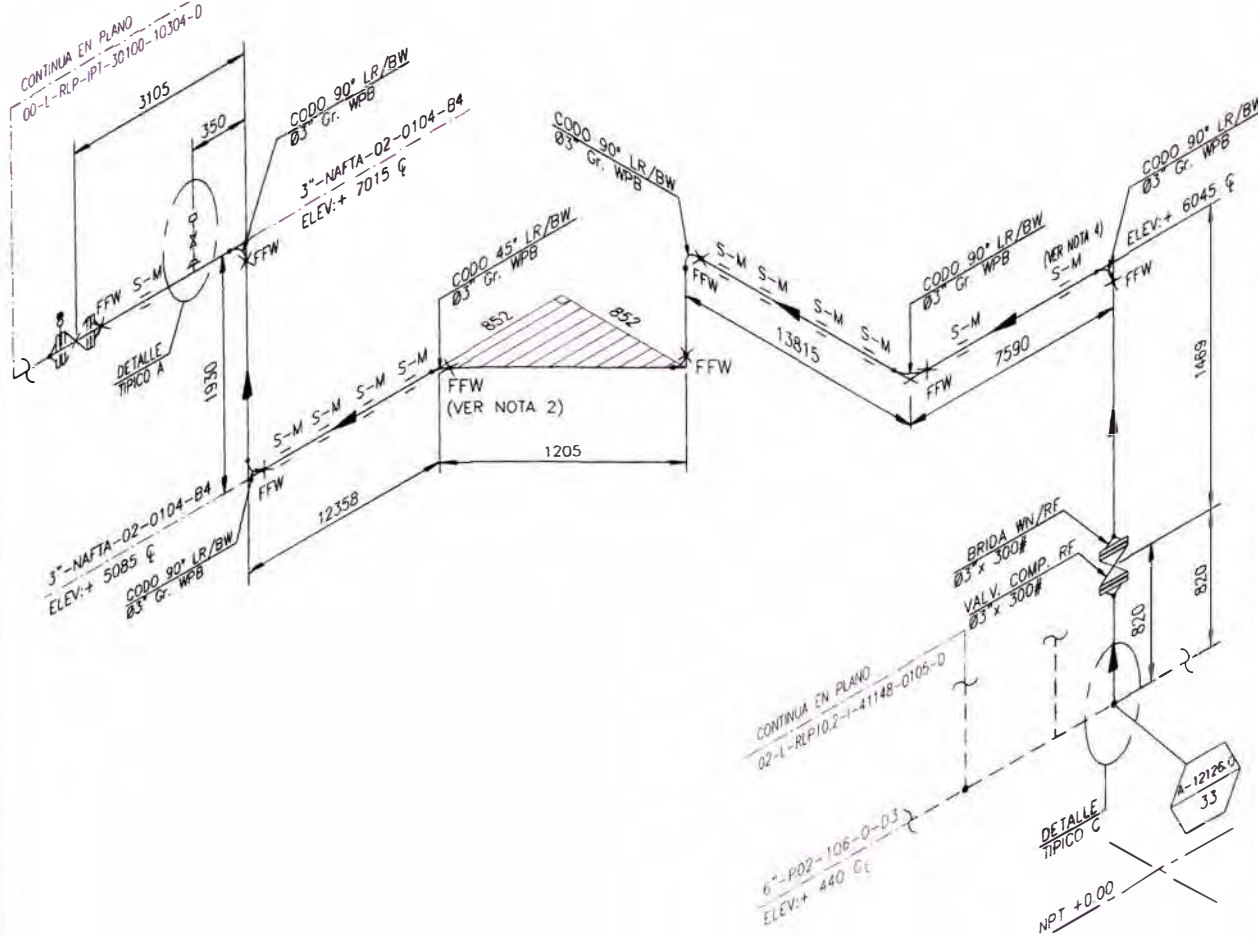 CONTINUA EN PLANO
00-L-RLP-IPT-30100-10304-D
3105
350
CODO 90° LR/BW
Ø3" Gr. WPB
3"-NAFTA-02-0104-B4
ELEV:+ 7015 ℄
FFW
S-M
FFW
DETALLE
TIPICO A
1930
CODO 45° LR/BW
Ø3" Gr. WPB
852
852
S-M
S-M
S-M
S-M
FFW
(VER NOTA 2)
FFW
FFW
1205
12358
3"-NAFTA-02-0104-B4
ELEV:+ 5085 ℄
CODO 90° LR/BW
Ø3" Gr. WPB
CODO 90° LR/BW
Ø3" Gr. WPB
FFW
S-M
S-M
S-M
S-M
13815
CODO 90° LR/BW
Ø3" Gr. WPB
FFW
S-M
(VER NOTA 4)
S-M
7590
CODO 90° LR/BW
Ø3" Gr. WPB
ELEV:+ 6045 ℄
FFW
1469
BRIDA WN/RF
Ø3"x 300#
VALV. COMP. RF
Ø3"x 300#
820
820
CONTINUA EN PLANO
02-L-RLP10.2-I-41148-0105-D
6"-P02-106-0-D3
ELEV:+ 440 CL
DETALLE
TIPICO C
33
NPT +0.00